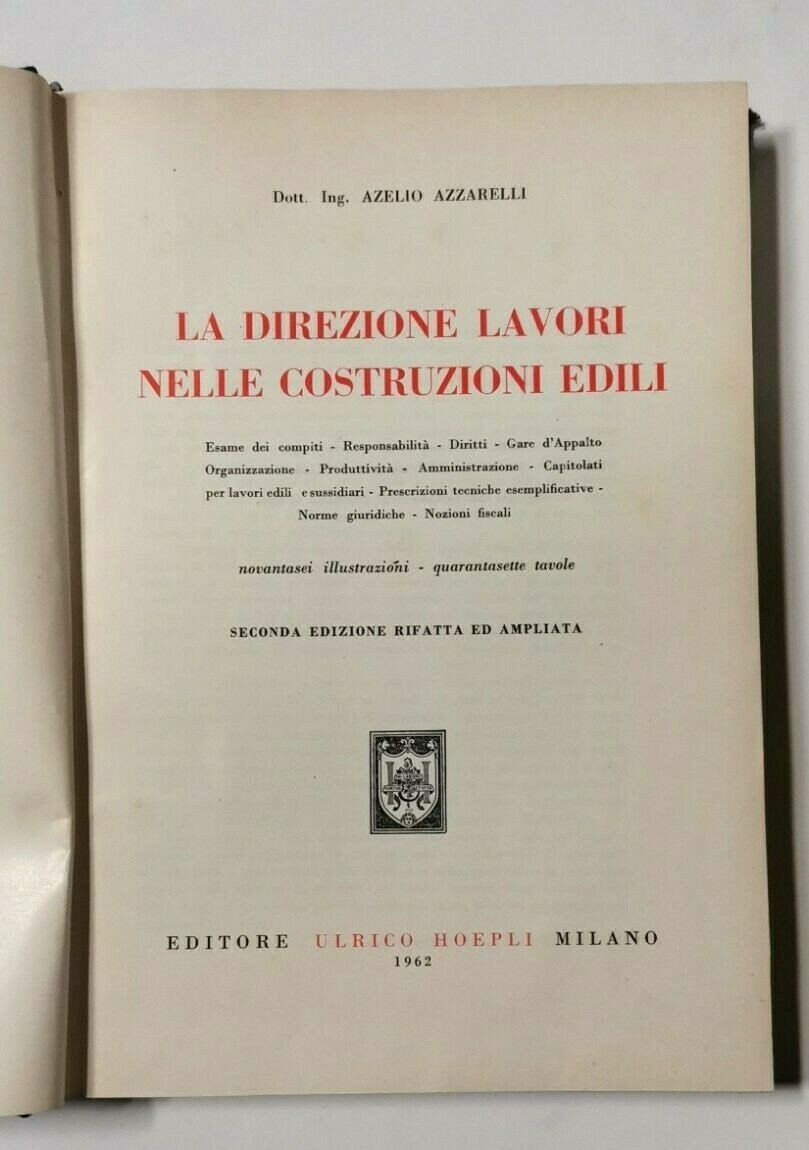 Dott. Ing. AZELIO AZZARELLI
LA DIREZIONE LAVORI
NELLE COSTRUZIONI EDILI
Esame dei compiti - Responsabilità - Diritti - Gare d'Appalto
Organizzazione - Produttività - Amministrazione - Capitolati
per lavori edili e sussidiari - Prescrizioni tecniche esemplificative -
Norme giuridiche - Nozioni fiscali
novantasei illustrazioni - quarantasette tavole
SECONDA EDIZIONE RIFATTA ED AMPLIATA
EDITORE ULRICO HOEPLI MILANO
1962